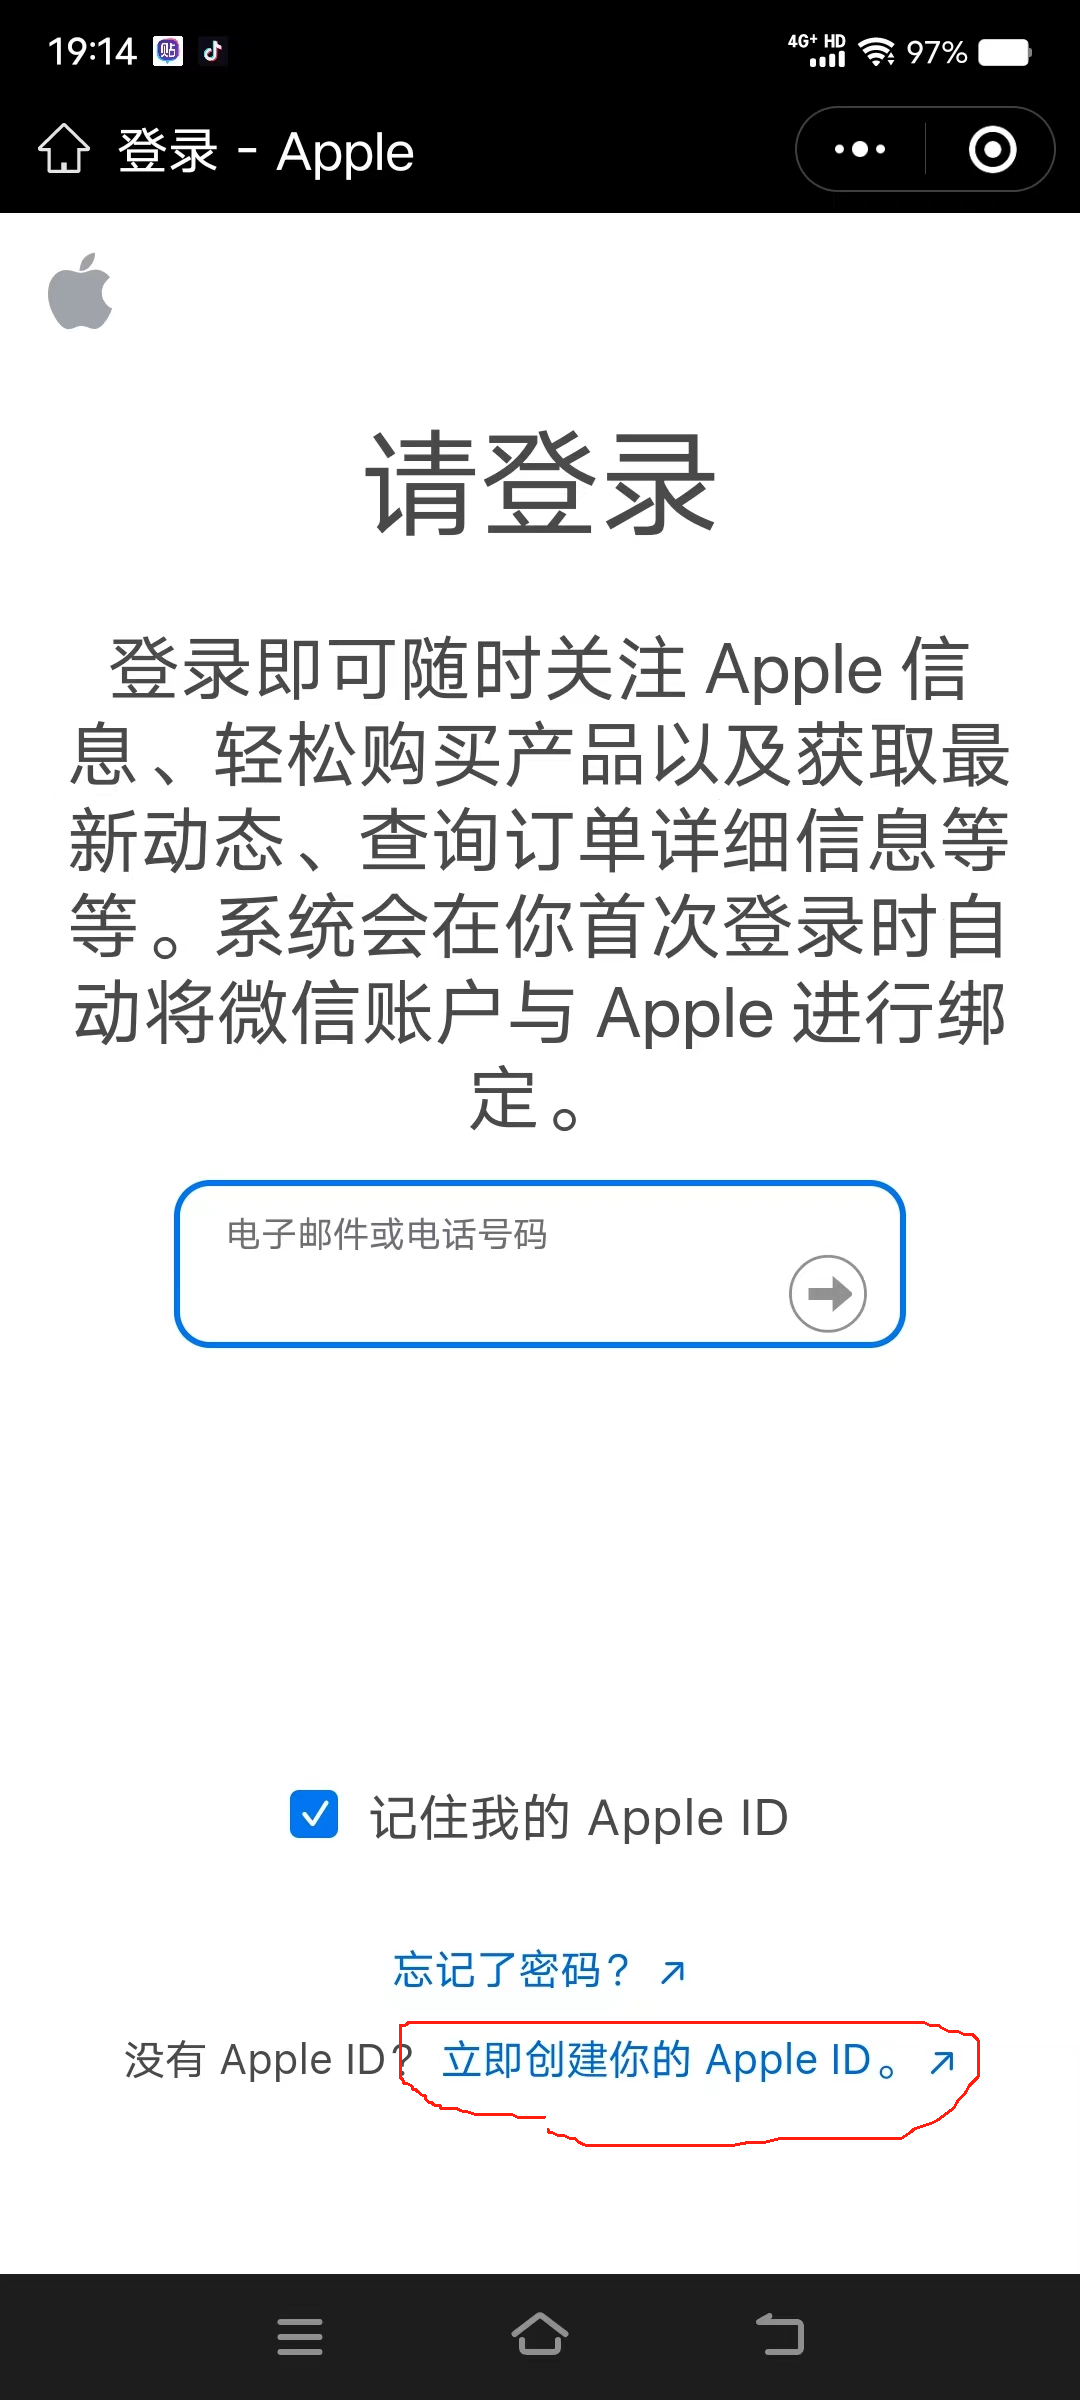 19:14 贴 4G+ HD 97%
登录 - Apple
请登录
登录即可随时关注 Apple 信
息、轻松购买产品以及获取最
新动态、查询订单详细信息等
等。系统会在你首次登录时自
动将微信账户与 Apple 进行绑
定。
电子邮件或电话号码
记住我的 Apple ID
忘记了密码？ ↗
没有 Apple ID？ 立即创建你的 Apple ID。 ↗